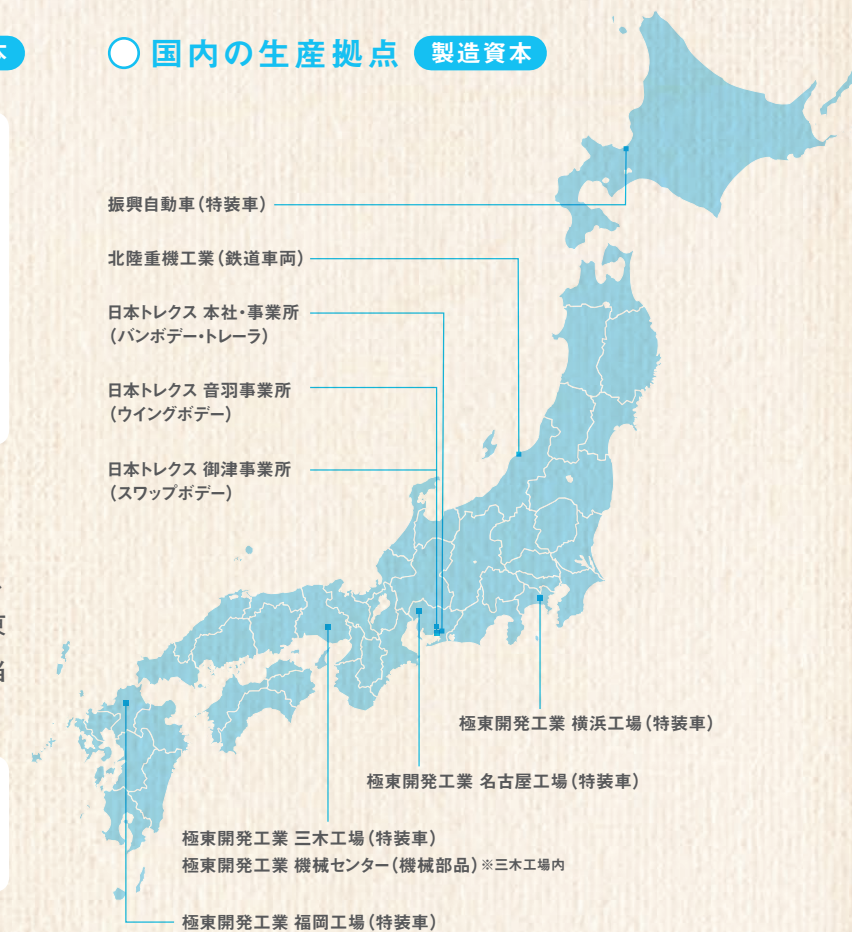 本
国内の生産拠点 製造資本
振興自動車（特装車）
北陸重機工業（鉄道車両）
日本トレクス 本社・事業所
（バンボデー・トレーラ）
日本トレクス 音羽事業所
（ウイングボデー）
日本トレクス 御津事業所
（スワップボデー）
極東開発工業 横浜工場（特装車）
極東開発工業 名古屋工場（特装車）
極東開発工業 三木工場（特装車）
極東開発工業 機械センター（機械部品）※三木工場内
極東開発工業 福岡工場（特装車）